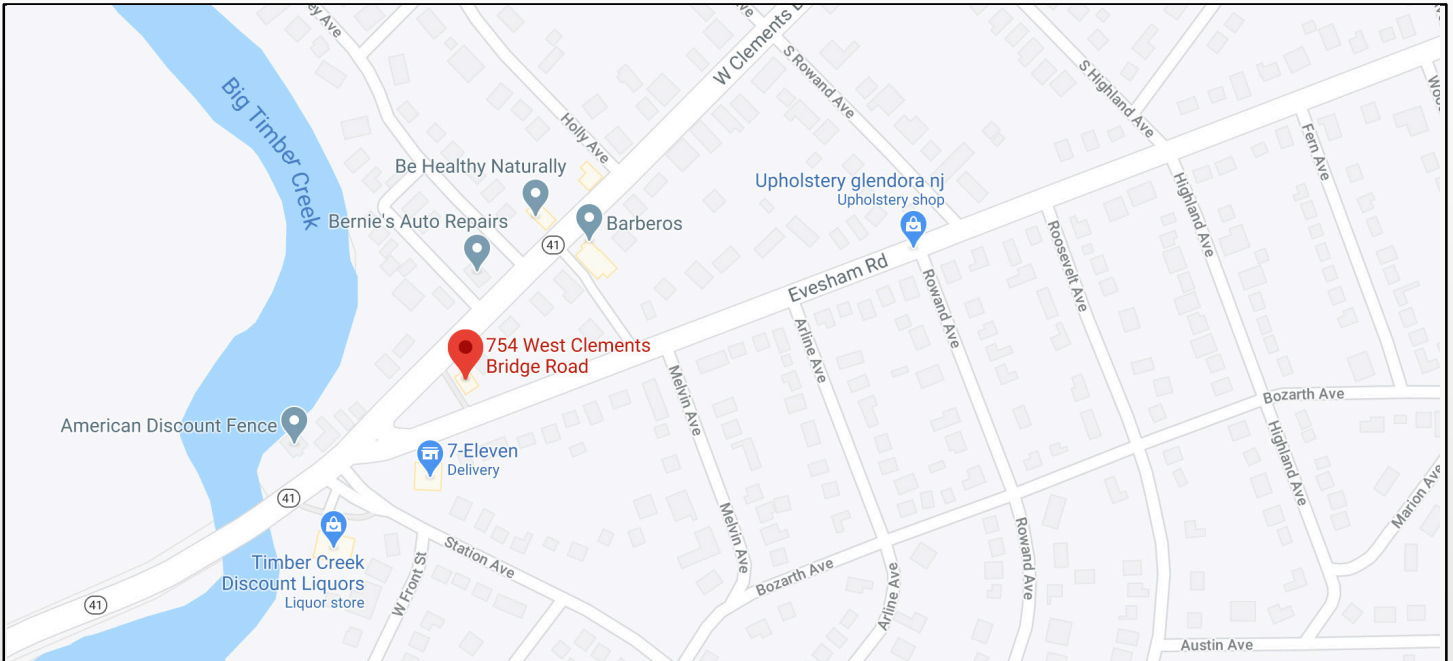 ey Ave
ve
W Clements B
S Rowand Ave
S Highland Ave
Woo
Big Timber Creek
Holly Ave
Fern Ave
Be Healthy Naturally
Upholstery glendora nj
Upholstery shop
Highland Ave
Bernie's Auto Repairs
Barberos
41
Roosevelt Ave
Evesham Rd
Rowand Ave
Arline Ave
754 West Clements
Bridge Road
Melvin Ave
Bozarth Ave
American Discount Fence
7-Eleven
Delivery
Highland Ave
41
Marion Ave
Melvin Ave
Rowand Ave
Station Ave
Timber Creek
Discount Liquors
Liquor store
W Front St
Bozarth Ave
Arline Ave
41
Austin Ave